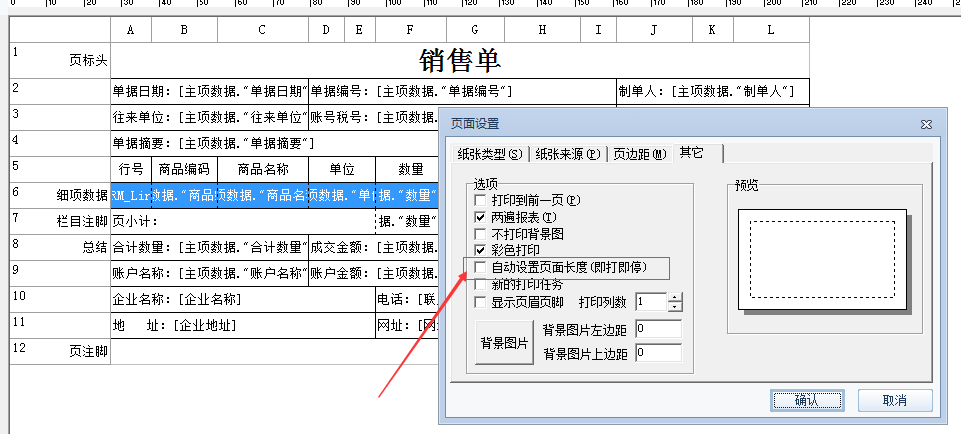 0 10 20 30 40 50 60 70 80 90 100 110 120 130 140 150 160 170 180 190 200 210 220 230 240
A B C D E F G H I J K L
1 页标头 销售单
2 单据日期: [主项数据."单据日期" 单据编号: [主项数据."单据编号"] 制单人: [主项数据."制单人"]
3 往来单位: [主项数据."往来单位" 账号税号: [主项数据.
4 单据摘要: [主项数据."单据摘要"]
5 行号 商品编码 商品名称 单位 数量
6 细项数据 RM_Lir 数据."商品 页数据."商品名 页数据."单位 据."数量"
7 栏目注脚 页小计: 据."数量"
8 总结 合计数量: [主项数据."合计数量" 成交金额: [主项数据.
9 账户名称: [主项数据."账户名称" 账户金额: [主项数据.
10 企业名称: [企业名称] 电话: [联
11 地 址: [企业地址] 网址: [网
12 页注脚
页面设置
纸张类型(S) 纸张来源(P) 页边距(M) 其它
选项
打印到前一页(P)
两遍报表(T)
不打印背景图
彩色打印
自动设置页面长度(即打即停)
新的打印任务
显示页眉页脚 打印列数 1
背景图片
背景图片左边距 0
背景图片上边距 0
预览
确认 取消